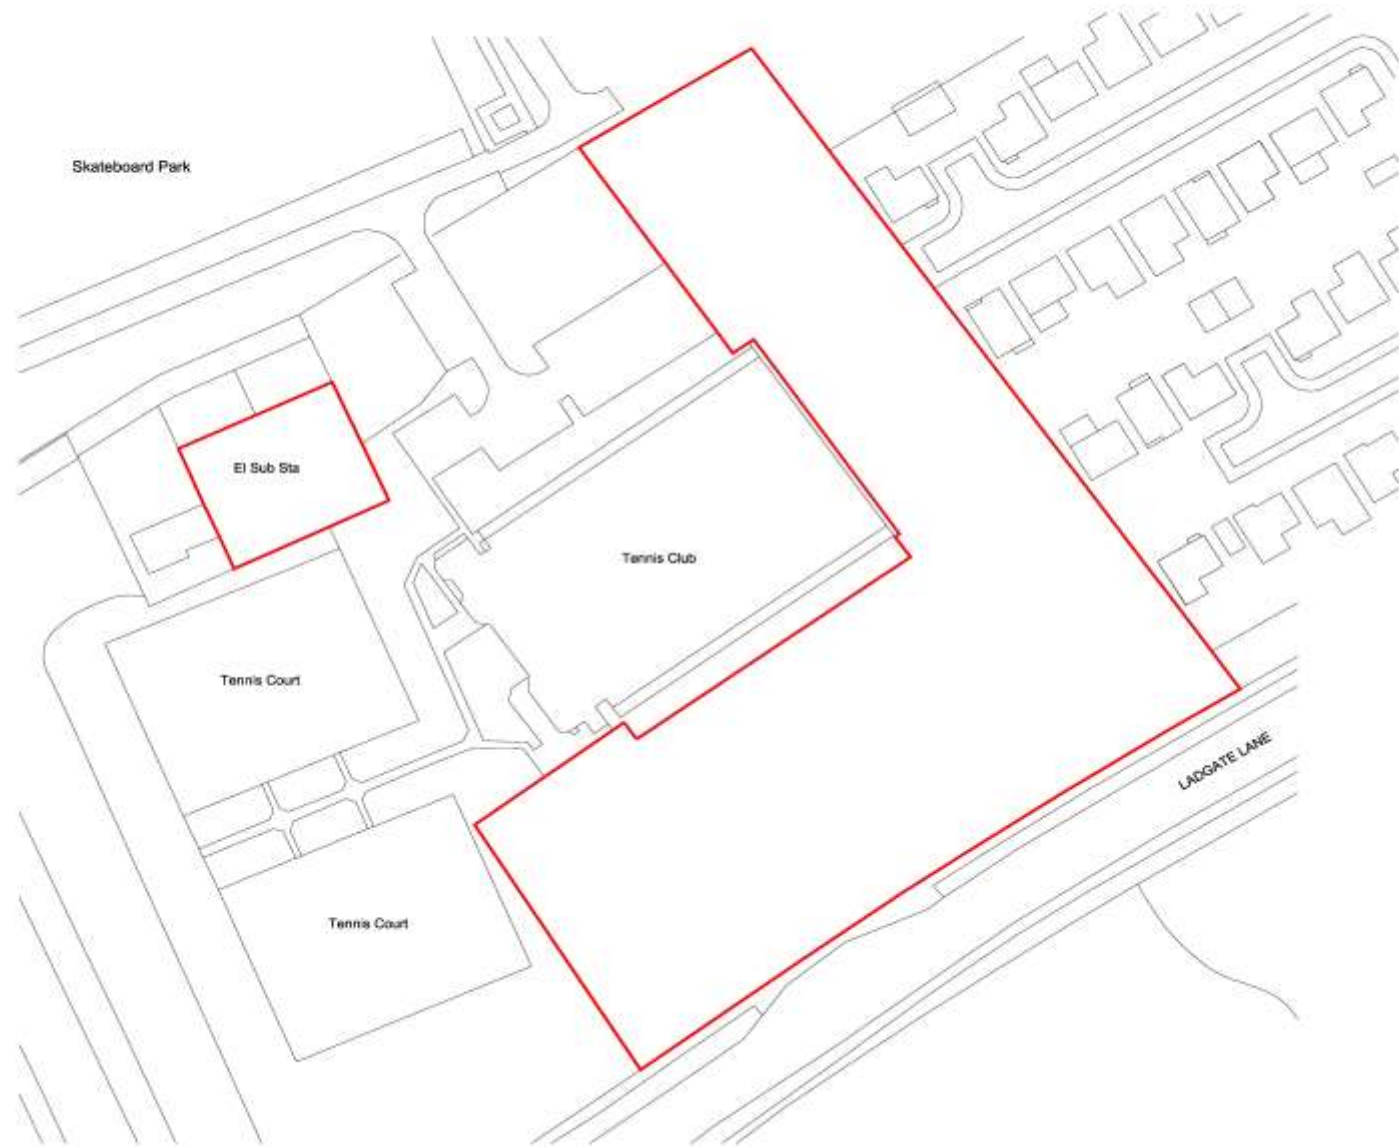 Skateboard Park
El Sub Sta
Tennis Club
Tennis Court
LADGATE LANE
Tennis Court